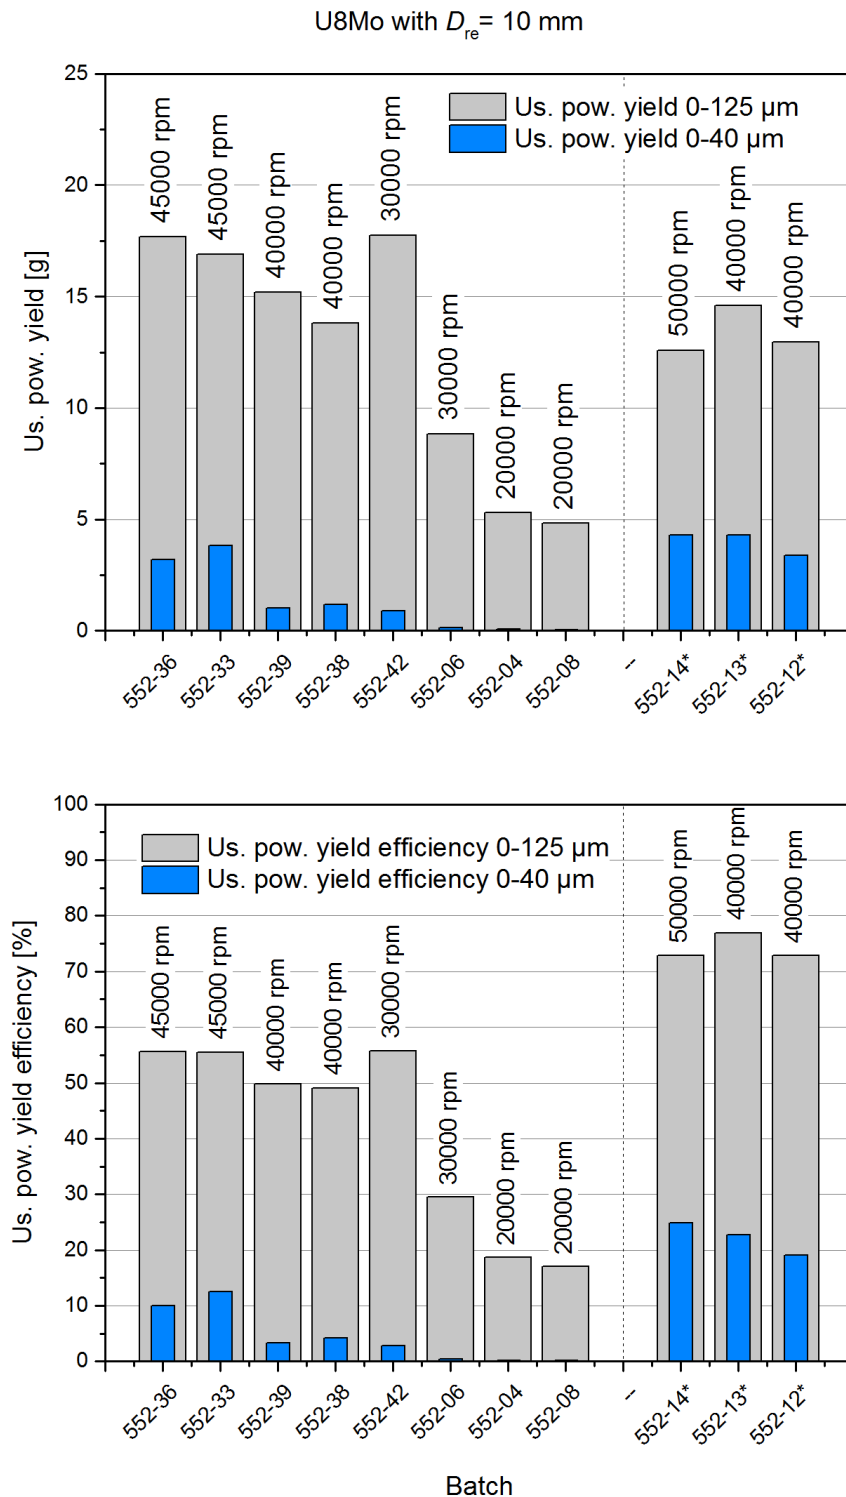 U8Mo with Dre= 10 mm
25
20
15
10
5
0
Us. pow. yield [g]
Us. pow. yield 0-125 µm
Us. pow. yield 0-40 µm
45000 rpm
45000 rpm
40000 rpm
40000 rpm
30000 rpm
30000 rpm
20000 rpm
20000 rpm
50000 rpm
40000 rpm
40000 rpm
552-36
552-33
552-39
552-38
552-42
552-06
552-04
552-08
--
552-14*
552-13*
552-12*
100
90
80
70
60
50
40
30
20
10
0
Us. pow. yield efficiency [%]
Us. pow. yield efficiency 0-125 µm
Us. pow. yield efficiency 0-40 µm
45000 rpm
45000 rpm
40000 rpm
40000 rpm
30000 rpm
30000 rpm
20000 rpm
20000 rpm
50000 rpm
40000 rpm
40000 rpm
552-36
552-33
552-39
552-38
552-42
552-06
552-04
552-08
--
552-14*
552-13*
552-12*
Batch